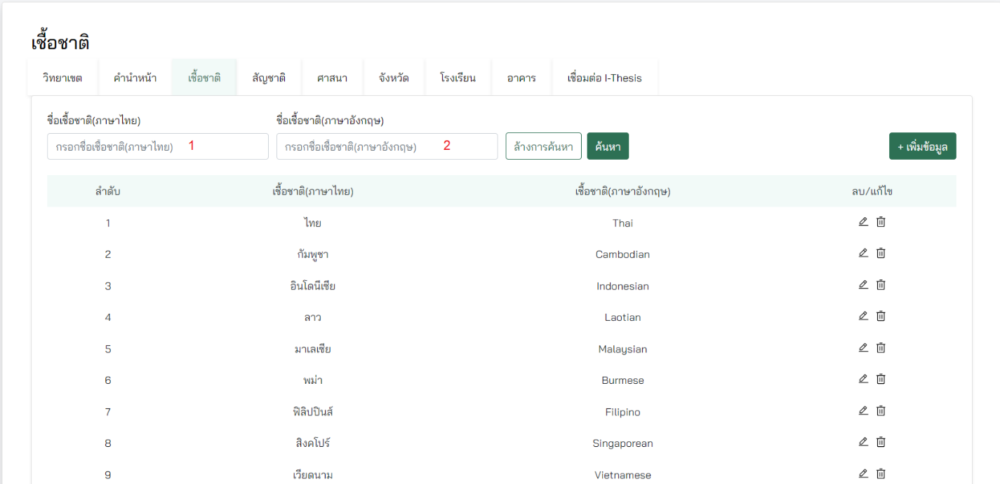 เชื้อชาติ
วิทยาเขต คำนำหน้า เชื้อชาติ สัญชาติ ศาสนา จังหวัด โรงเรียน อาคาร เชื่อมต่อ I-Thesis
ชื่อเชื้อชาติ(ภาษาไทย) ชื่อเชื้อชาติ(ภาษาอังกฤษ)
กรอกชื่อเชื้อชาติ(ภาษาไทย) 1 กรอกชื่อเชื้อชาติ(ภาษาอังกฤษ) 2 ล้างการค้นหา ค้นหา + เพิ่มข้อมูล
ลำดับ เชื้อชาติ(ภาษาไทย) เชื้อชาติ(ภาษาอังกฤษ) ลบ/แก้ไข
1 ไทย Thai
2 กัมพูชา Cambodian
3 อินโดนีเซีย Indonesian
4 ลาว Laotian
5 มาเลเซีย Malaysian
6 พม่า Burmese
7 ฟิลิปปินส์ Filipino
8 สิงคโปร์ Singaporean
9 เวียดนาม Vietnamese